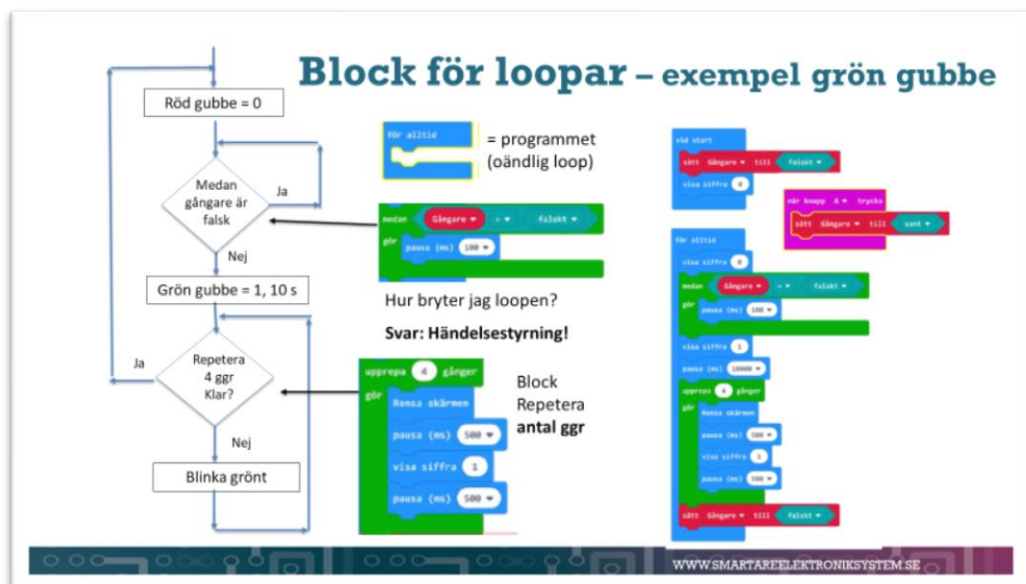 Block för loopar – exempel grön gubbe
Röd gubbe = 0
Medan
gångare är
falsk
Ja
Nej
Grön gubbe = 1, 10 s
Repetera
4 ggr
Klar?
Ja
Nej
Blinka grönt
för alltid
= programmet
(oändlig loop)
medan Gångare = falskt
gör pausa (ms) 100
Hur bryter jag loopen?
Svar: Händelsestyrning!
upprepa 4 gånger
gör Rensa skärmen
pausa (ms) 500
visa siffra 1
pausa (ms) 500
Block
Repetera
antal ggr
vid start
sätt Gångare till falskt
visa siffra 0
när knapp A trycks
sätt Gångare till sant
för alltid
visa siffra 0
medan Gångare = falskt
gör pausa (ms) 100
visa siffra 1
pausa (ms) 10000
upprepa 4 gånger
gör Rensa skärmen
pausa (ms) 500
visa siffra 1
pausa (ms) 500
sätt Gångare till falskt
WWW.SMARTAREELEKTRONIKSYSTEM.SE